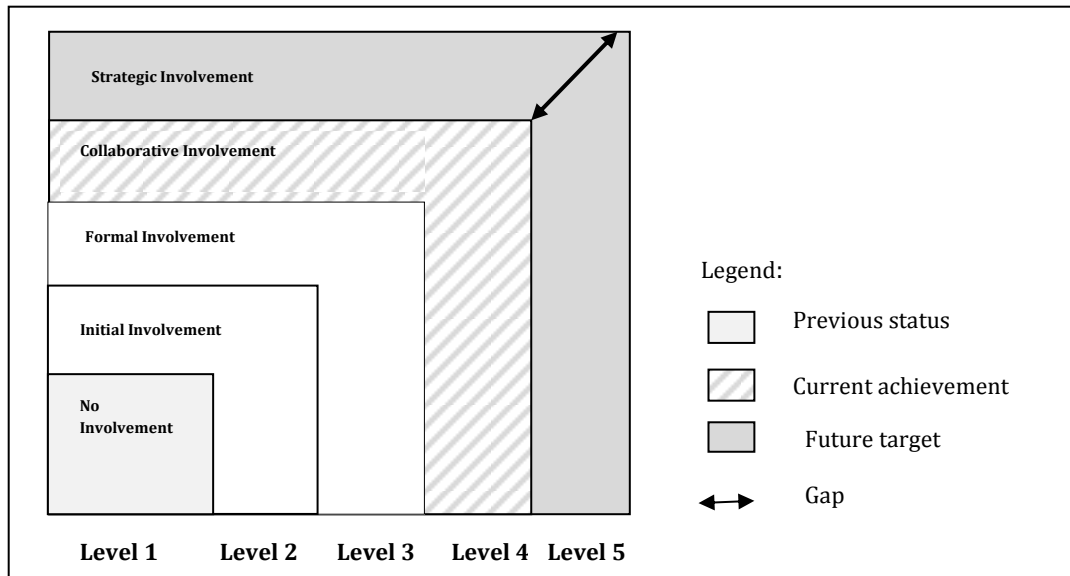 Strategic Involvement
Collaborative Involvement
Formal Involvement
Initial Involvement
No
Involvement
Level 1
Level 2
Level 3
Level 4
Level 5
Legend:
Previous status
Current achievement
Future target
Gap